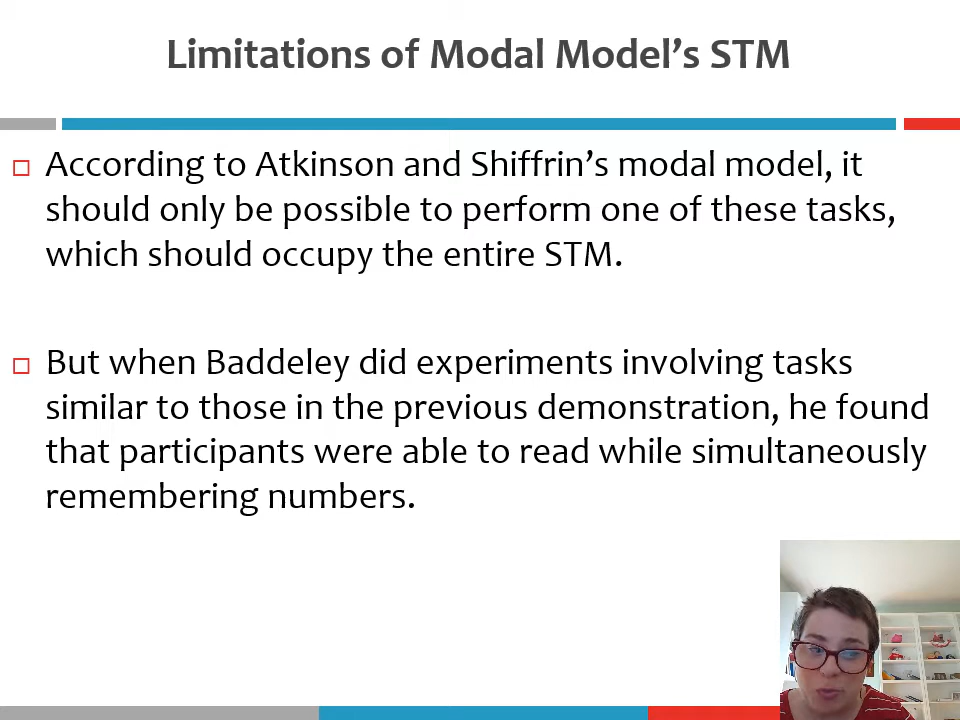 Limitations of Modal Model’s STM
According to Atkinson and Shiffrin’s modal model, it
should only be possible to perform one of these tasks,
which should occupy the entire STM.
But when Baddeley did experiments involving tasks
similar to those in the previous demonstration, he found
that participants were able to read while simultaneously
remembering numbers.